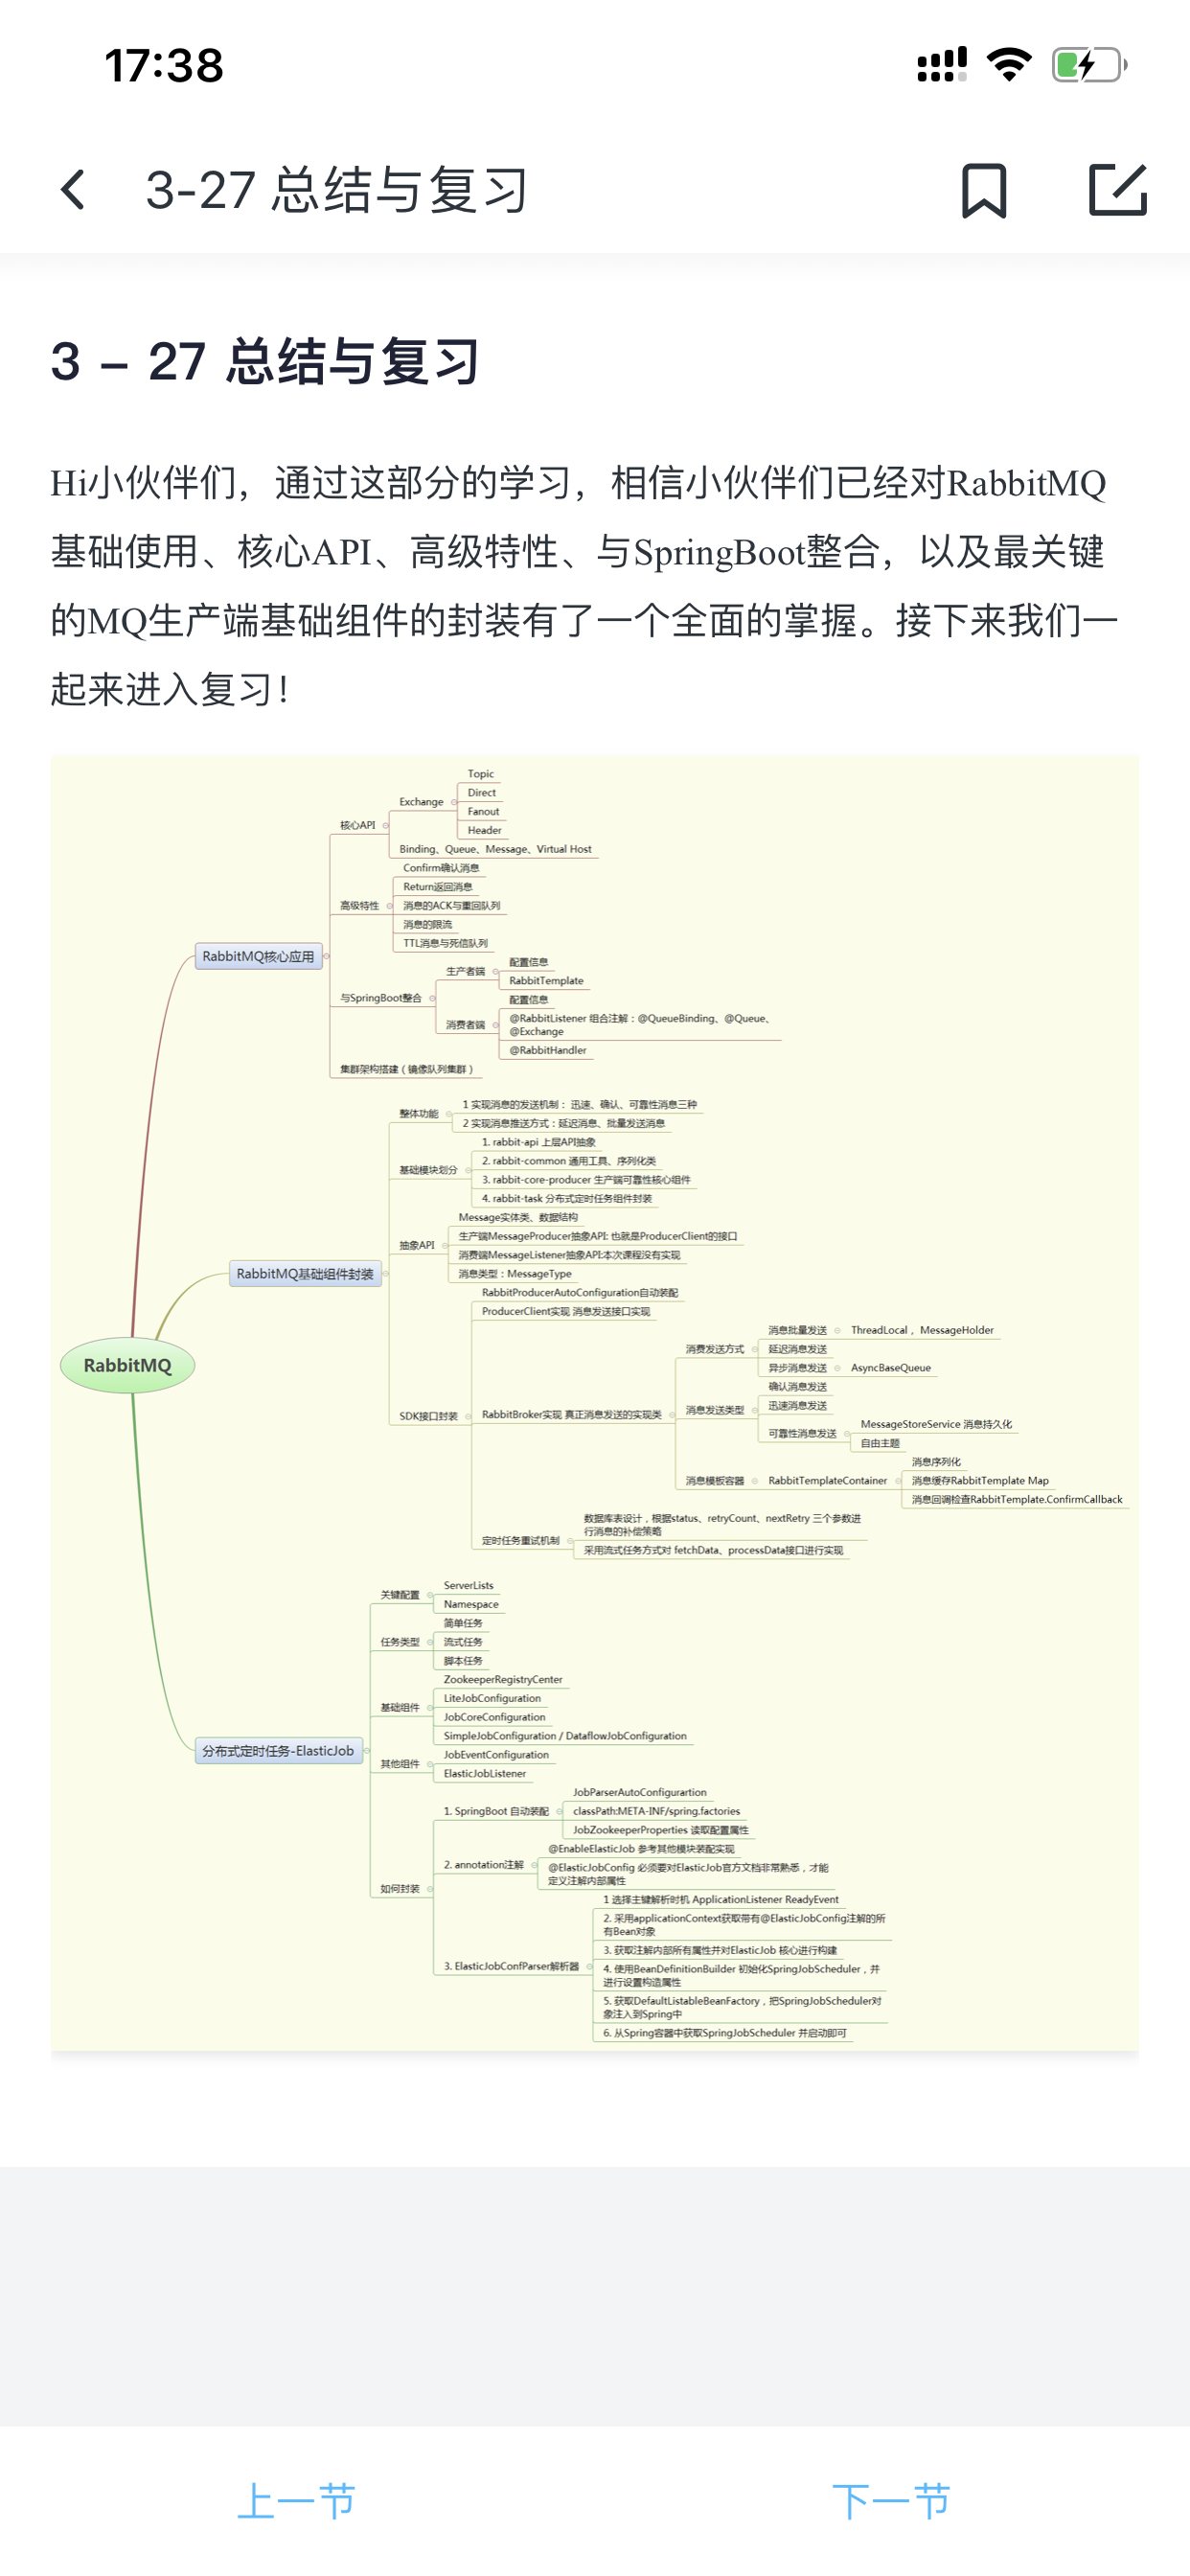 17:38
3-27 总结与复习
3 – 27 总结与复习
Hi小伙伴们，通过这部分的学习，相信小伙伴们已经对RabbitMQ
基础使用、核心API、高级特性、与SpringBoot整合，以及最关键
的MQ生产端基础组件的封装有了一个全面的掌握。接下来我们一
起来进入复习！
RabbitMQ
RabbitMQ核心应用
核心API
Exchange
Topic
Direct
Fanout
Header
Binding、Queue、Message、Virtual Host
高级特性
Confirm确认消息
Return返回消息
消息的ACK与重回队列
消息的限流
TTL消息与死信队列
与SpringBoot整合
生产者端
配置信息
RabbitTemplate
消费者端
配置信息
@RabbitListener 组合注解：@QueueBinding、@Queue、
@Exchange
@RabbitHandler
集群架构搭建（镜像队列集群）
RabbitMQ基础组件封装
整体功能
1 实现消息的发送机制： 迅速、确认、可靠性消息三种
2 实现消息推送方式：延迟消息、批量发送消息
基础模块划分
1. rabbit-api 上层API抽象
2. rabbit-common 通用工具、序列化类
3. rabbit-core-producer 生产端可靠性核心组件
4. rabbit-task 分布式定时任务组件封装
抽象API
Message实体类、数据结构
生产端MessageProducer抽象API: 也就是ProducerClient的接口
消费端MessageListener抽象API:本次课程没有实现
消息类型：MessageType
SDK接口封装
RabbitProducerAutoConfiguration自动装配
ProducerClient实现 消息发送接口实现
RabbitBroker实现 真正消息发送的实现类
消费发送方式
消息批量发送
ThreadLocal， MessageHolder
延迟消息发送
异步消息发送
AsyncBaseQueue
消息发送类型
确认消息发送
迅速消息发送
可靠性消息发送
MessageStoreService 消息持久化
自由主题
消息模板容器
RabbitTemplateContainer
消息序列化
消息缓存RabbitTemplate Map
消息回调检查RabbitTemplate.ConfirmCallback
定时任务重试机制
数据库表设计，根据status、retryCount、nextRetry 三个参数进
行消息的补偿策略
采用流式任务方式对 fetchData、processData接口进行实现
分布式定时任务-ElasticJob
关键配置
ServerLists
Namespace
任务类型
简单任务
流式任务
脚本任务
基础组件
ZookeeperRegistryCenter
LiteJobConfiguration
JobCoreConfiguration
SimpleJobConfiguration / DataflowJobConfiguration
其他组件
JobEventConfiguration
ElasticJobListener
如何封装
1. SpringBoot 自动装配
JobParserAutoConfigurartion
classPath:META-INF/spring.factories
JobZookeeperProperties 读取配置属性
2. annotation注解
@EnableElasticJob 参考其他模块装配实现
@ElasticJobConfig 必须要对ElasticJob官方文档非常熟悉，才能
定义注解内部属性
3. ElasticJobConfParser解析器
1 选择主键解析时机 ApplicationListener ReadyEvent
2. 采用applicationContext获取带有@ElasticJobConfig注解的所
有Bean对象
3. 获取注解内部所有属性并对ElasticJob 核心进行构建
4. 使用BeanDefinitionBuilder 初始化SpringJobScheduler，并
进行设置构造属性
5. 获取DefaultListableBeanFactory，把SpringJobScheduler对
象注入到Spring中
6. 从Spring容器中获取SpringJobScheduler 并启动即可
上一节
下一节